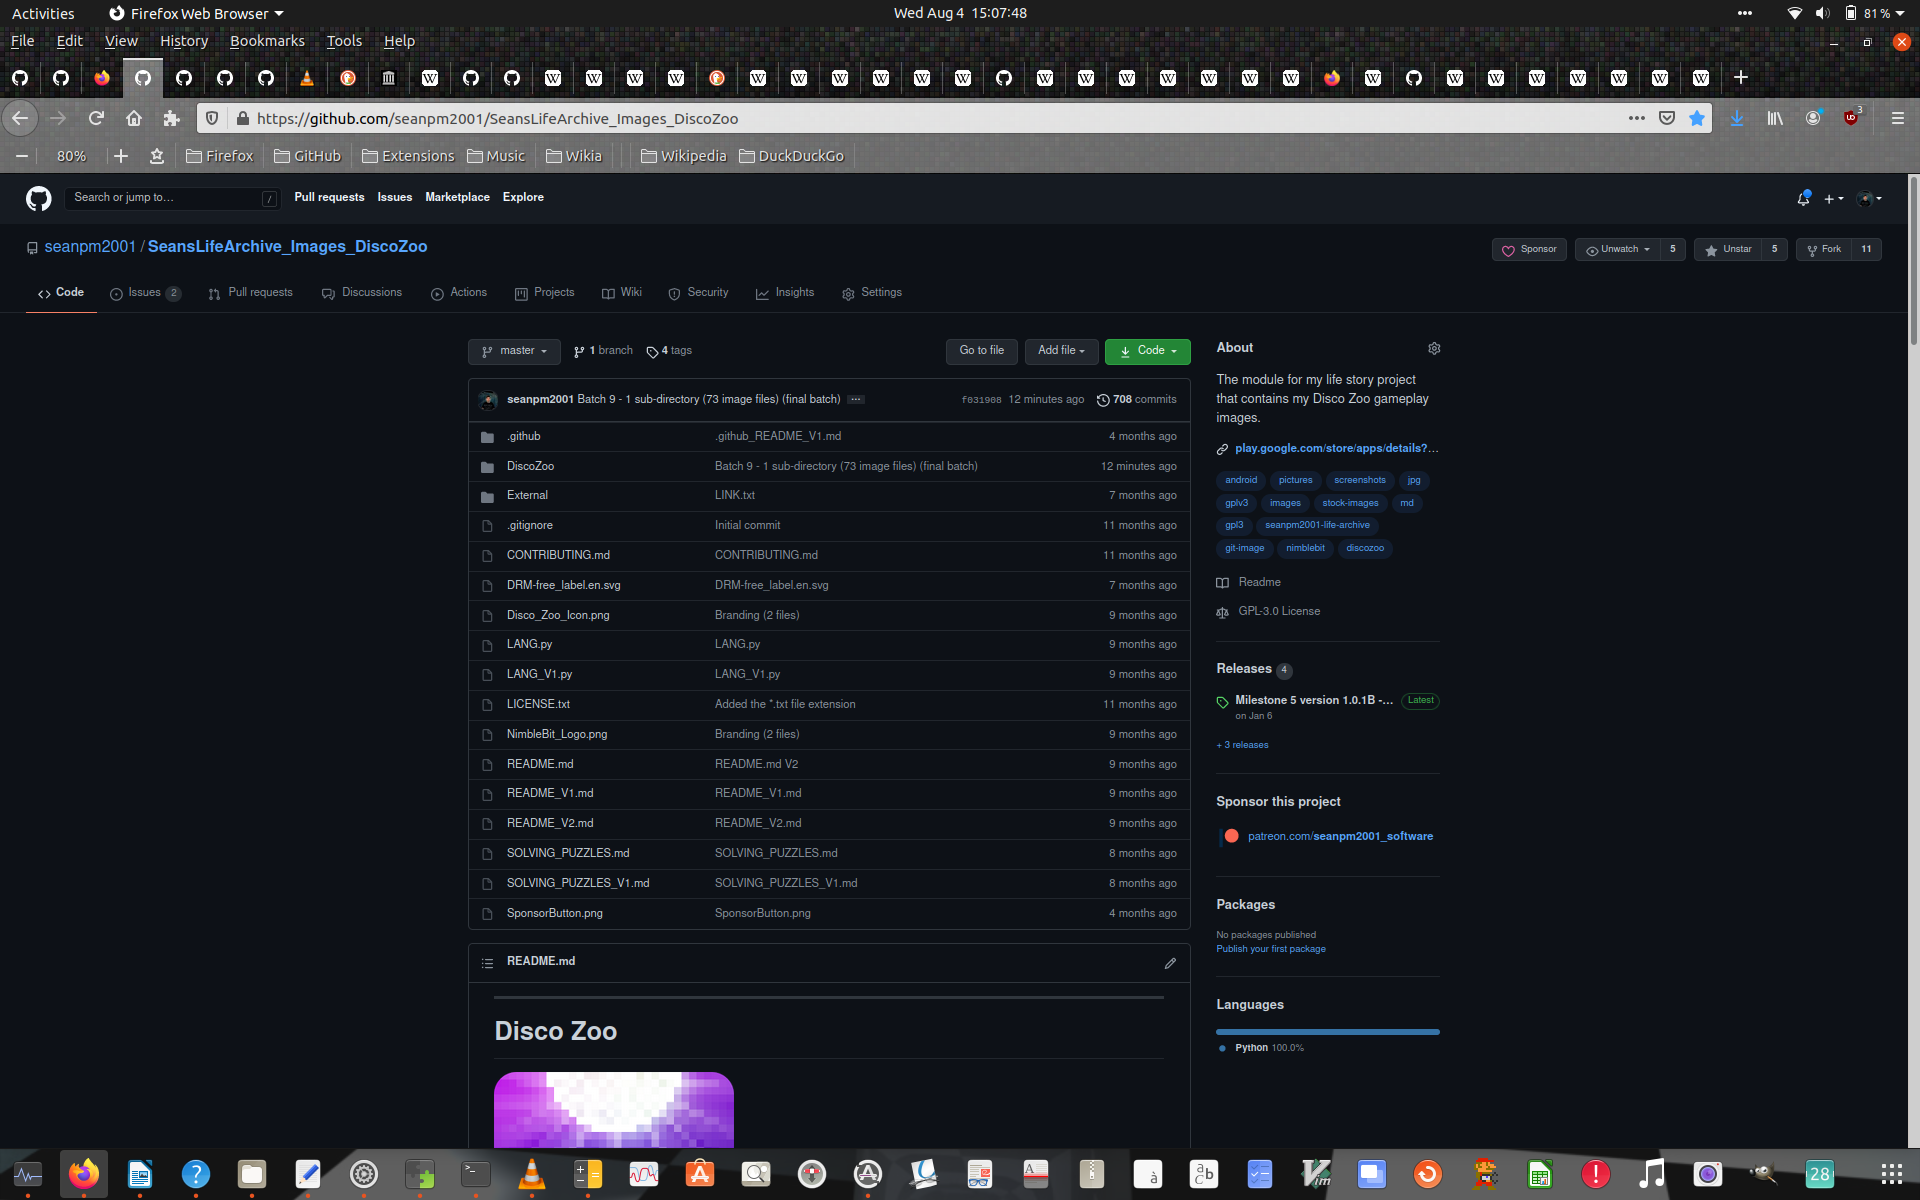 Activities Firefox Web Browser Wed Aug 4 15:07:48 81 %
File Edit View History Bookmarks Tools Help
https://github.com/seanpm2001/SeansLifeArchive_Images_DiscoZoo 3
80% Firefox GitHub Extensions Music Wikia Wikipedia DuckDuckGo
Search or jump to… / Pull requests Issues Marketplace Explore
seanpm2001 / SeansLifeArchive_Images_DiscoZoo Sponsor Unwatch 5 Unstar 5 Fork 11
Code Issues 2 Pull requests Discussions Actions Projects Wiki Security Insights Settings
master 1 branch 4 tags Go to file Add file Code
seanpm2001 Batch 9 - 1 sub-directory (73 image files) (final batch) ... f031908 12 minutes ago 708 commits
.github .github_README_V1.md 4 months ago
DiscoZoo Batch 9 - 1 sub-directory (73 image files) (final batch) 12 minutes ago
External LINK.txt 7 months ago
.gitignore Initial commit 11 months ago
CONTRIBUTING.md CONTRIBUTING.md 11 months ago
DRM-free_label.en.svg DRM-free_label.en.svg 7 months ago
Disco_Zoo_Icon.png Branding (2 files) 9 months ago
LANG.py LANG.py 9 months ago
LANG_V1.py LANG_V1.py 9 months ago
LICENSE.txt Added the *.txt file extension 11 months ago
NimbleBit_Logo.png Branding (2 files) 9 months ago
README.md README.md V2 9 months ago
README_V1.md README_V1.md 9 months ago
README_V2.md README_V2.md 9 months ago
SOLVING_PUZZLES.md SOLVING_PUZZLES.md 8 months ago
SOLVING_PUZZLES_V1.md SOLVING_PUZZLES_V1.md 8 months ago
SponsorButton.png SponsorButton.png 4 months ago
README.md
Disco Zoo
About
The module for my life story project
that contains my Disco Zoo gameplay
images.
play.google.com/store/apps/details?…
android pictures screenshots jpg
gplv3 images stock-images md
gpl3 seanpm2001-life-archive
git-image nimblebit discozoo
Readme
GPL-3.0 License
Releases 4
Milestone 5 version 1.0.1B -… Latest
on Jan 6
+ 3 releases
Sponsor this project
patreon.com/seanpm2001_software
Packages
No packages published
Publish your first package
Languages
Python 100.0%
28